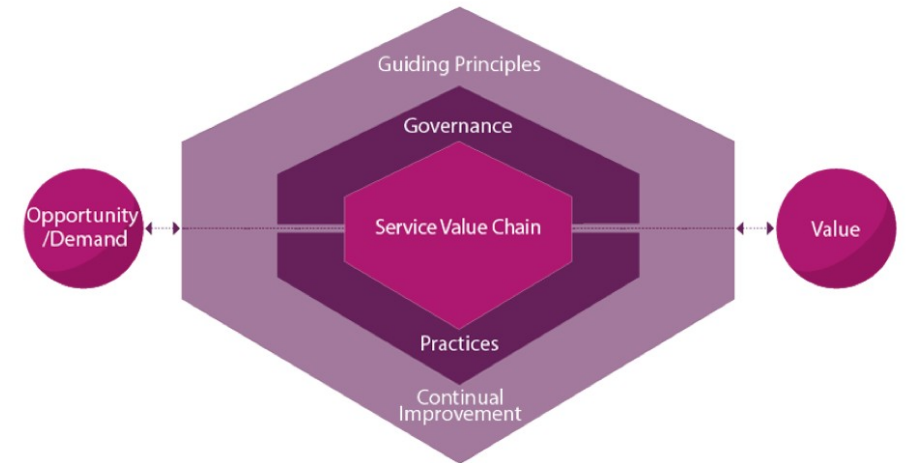 Guiding Principles
Governance
Opportunity
/Demand
Service Value Chain
Value
Practices
Continual
Improvement